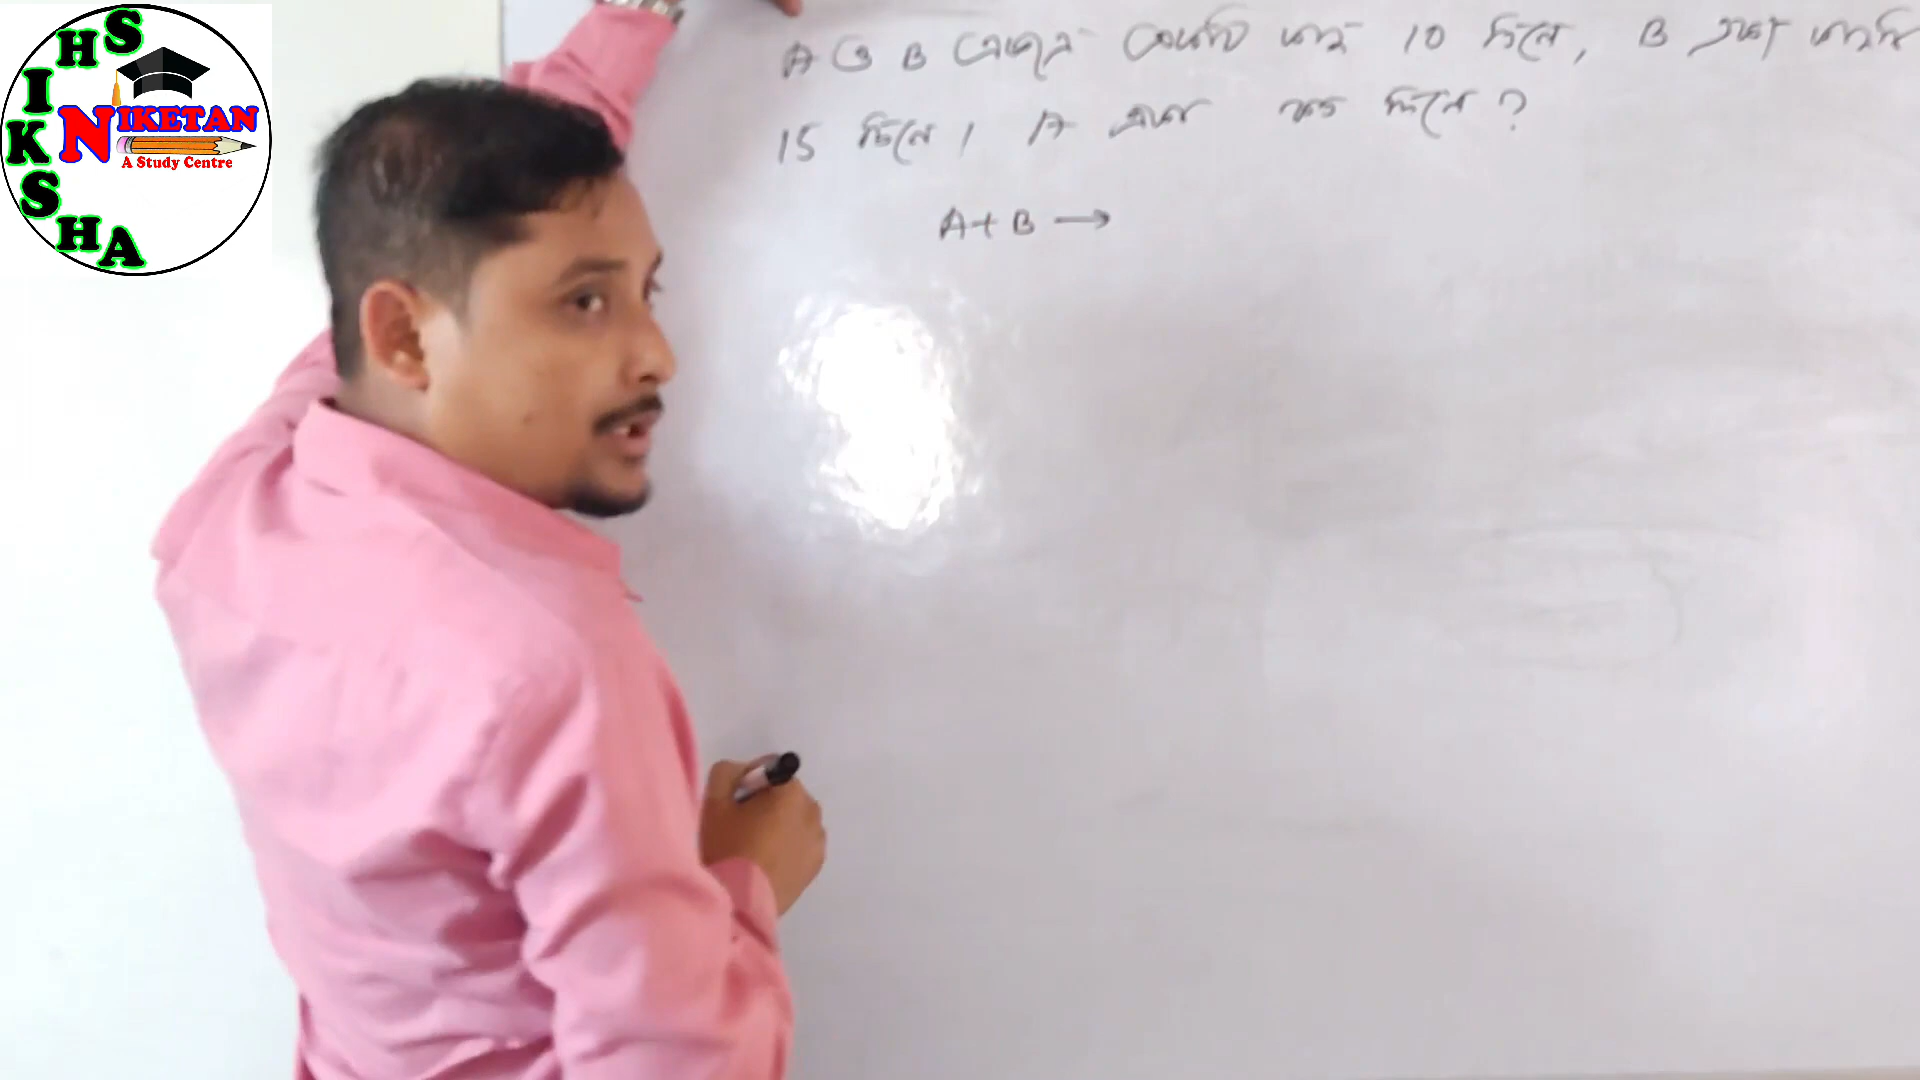 SHIKSHA
NIKETAN
A Study Centre
A ও B একত্রে কোনো কাজ 10 দিনে, B একা কাজটি
15 দিনে। A একা কত দিনে?
A+B →